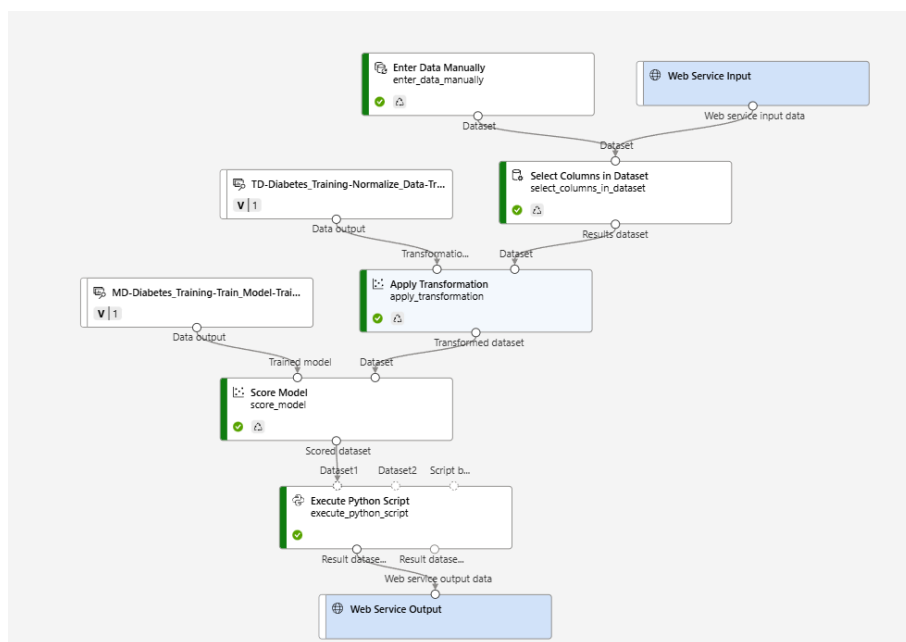 Enter Data Manually
enter_data_manually
Dataset
Web Service Input
Web service input data
Dataset
Select Columns in Dataset
select_columns_in_dataset
Results dataset
TD-Diabetes_Training-Normalize_Data-Tr...
V 1
Data output
Transformatio...
Dataset
Apply Transformation
apply_transformation
Transformed dataset
MD-Diabetes_Training-Train_Model-Trai...
V 1
Data output
Trained model
Dataset
Score Model
score_model
Scored dataset
Dataset1
Dataset2
Script b...
Execute Python Script
execute_python_script
Result datase...
Result datase...
Web service output data
Web Service Output